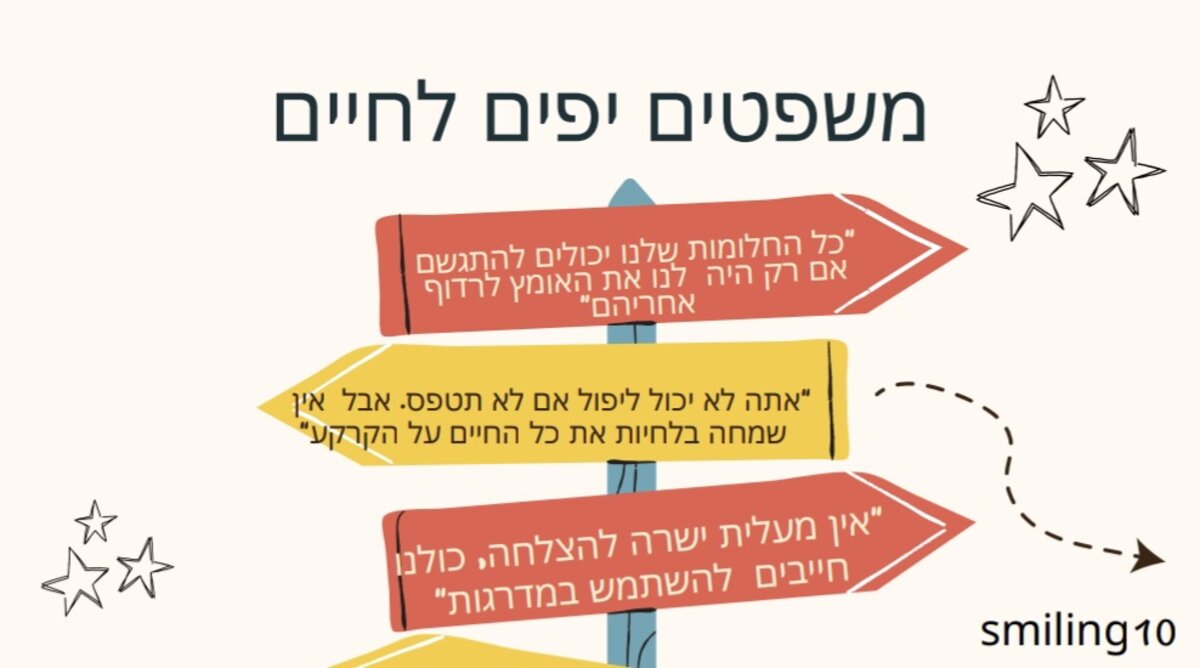 משפטים יפים לחיים
"כל החלומות שלנו יכולים להתגשם
אם רק היה לנו את האומץ לרדוף
אחריהם"
"אתה לא יכול ליפול אם לא תטפס. אבל אין
שמחה בלחיות את כל החיים על הקרקע"
"אין מעלית ישרה להצלחה, כולנו
חייבים להשתמש במדרגות"
smiling10